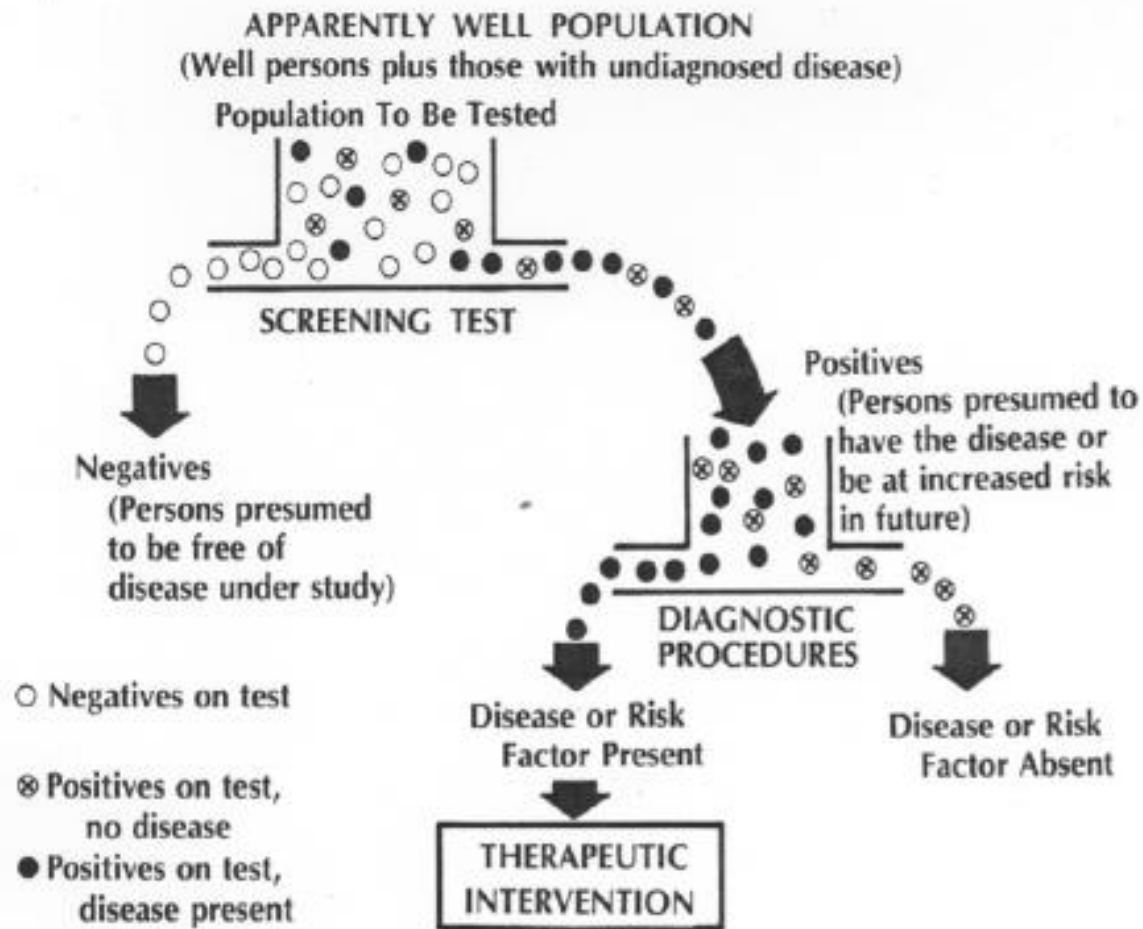 APPARENTLY WELL POPULATION
(Well persons plus those with undiagnosed disease)
Population To Be Tested
SCREENING TEST
Positives
(Persons presumed to
have the disease or
be at increased risk
in future)
Negatives
(Persons presumed
to be free of
disease under study)
DIAGNOSTIC
PROCEDURES
Disease or Risk
Factor Present
Disease or Risk
Factor Absent
THERAPEUTIC
INTERVENTION
Negatives on test
Positives on test,
no disease
Positives on test,
disease present